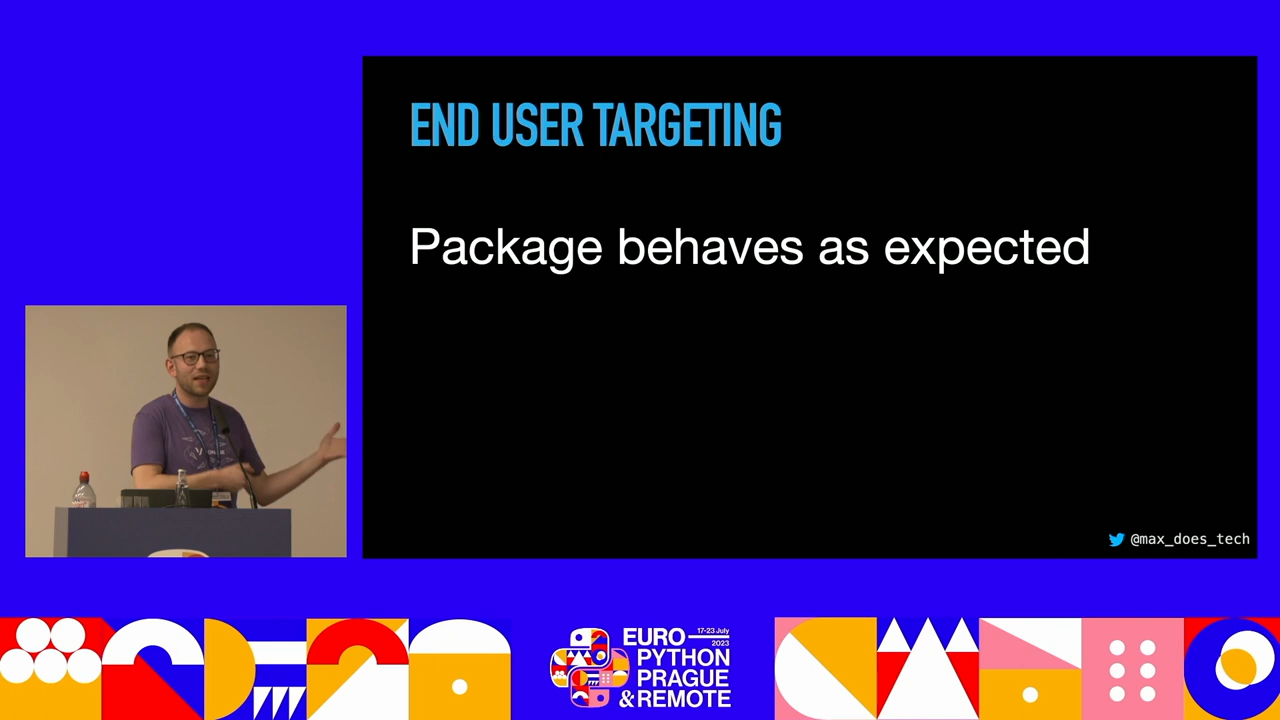 END USER TARGETING
Package behaves as expected
@max_does_tech
EURO 17-23 July
2023
PYTHON
PRAGUE
& REMOTE